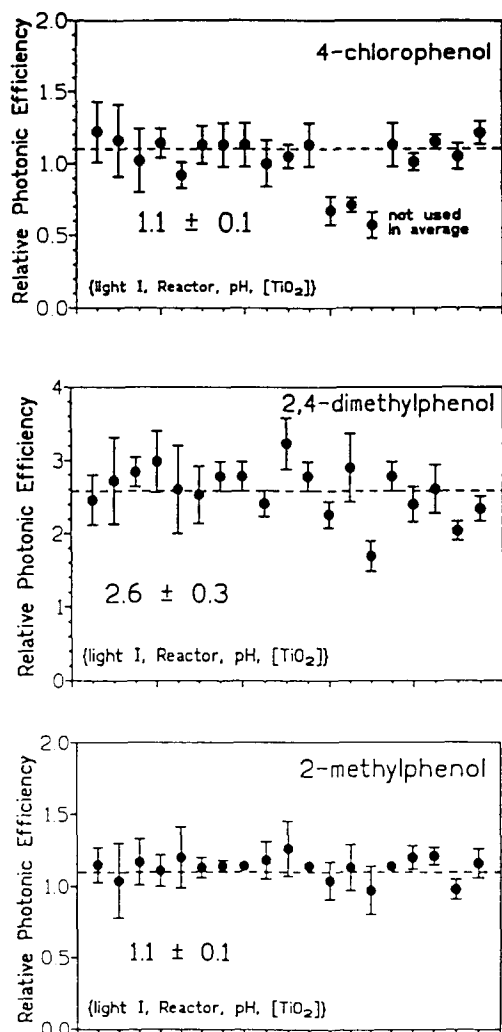 4-chlorophenol
Relative Photonic Efficiency
2.0
1.5
1.0
0.5
0.0
1.1 ± 0.1
not used
in average
{light I, Reactor, pH, [TiO₂]}
2,4-dimethylphenol
Relative Photonic Efficiency
4
3
2
1
0
2.6 ± 0.3
{light I, Reactor, pH, [TiO₂]}
2-methylphenol
Relative Photonic Efficiency
2.0
1.5
1.0
0.5
0.0
1.1 ± 0.1
{light I, Reactor, pH, [TiO₂]}